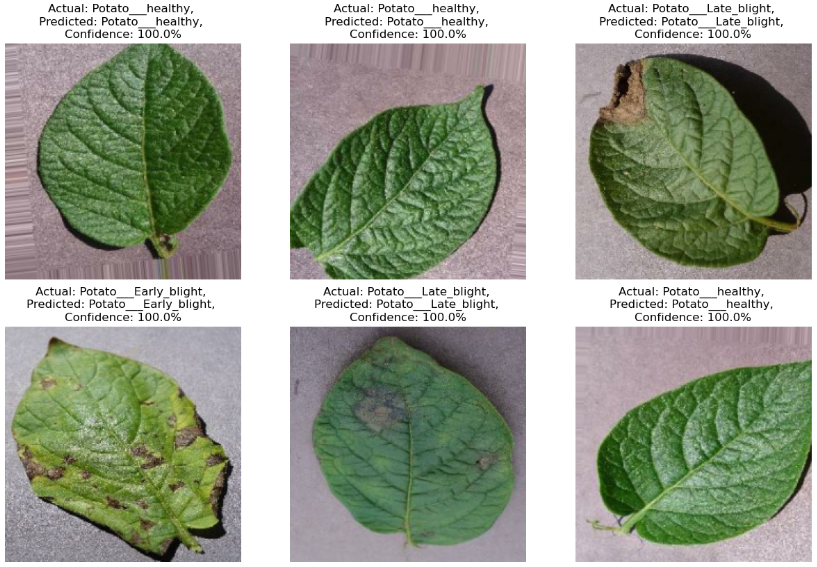 Actual: Potato___healthy,
Predicted: Potato___healthy,
Confidence: 100.0%
Actual: Potato___healthy,
Predicted: Potato___healthy,
Confidence: 100.0%
Actual: Potato___Late_blight,
Predicted: Potato___Late_blight,
Confidence: 100.0%
Actual: Potato___Early_blight,
Predicted: Potato___Early_blight,
Confidence: 100.0%
Actual: Potato___Late_blight,
Predicted: Potato___Late_blight,
Confidence: 100.0%
Actual: Potato___healthy,
Predicted: Potato___healthy,
Confidence: 100.0%